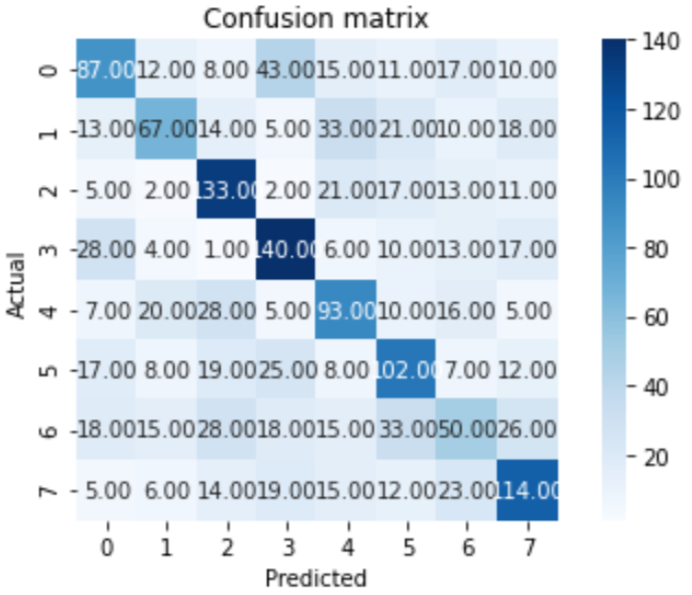 Confusion matrix
0 87.00 12.00 8.00 43.00 15.00 11.00 17.00 10.00
1 13.00 67.00 14.00 5.00 33.00 21.00 10.00 18.00
2 5.00 2.00 133.00 2.00 21.00 17.00 13.00 11.00
3 28.00 4.00 1.00 140.00 6.00 10.00 13.00 17.00
4 7.00 20.00 28.00 5.00 93.00 10.00 16.00 5.00
5 17.00 8.00 19.00 25.00 8.00 102.00 7.00 12.00
6 18.00 15.00 28.00 18.00 15.00 33.00 50.00 26.00
7 5.00 6.00 14.00 19.00 15.00 12.00 23.00 114.00
0 1 2 3 4 5 6 7
Predicted
Actual
140
120
100
80
60
40
20